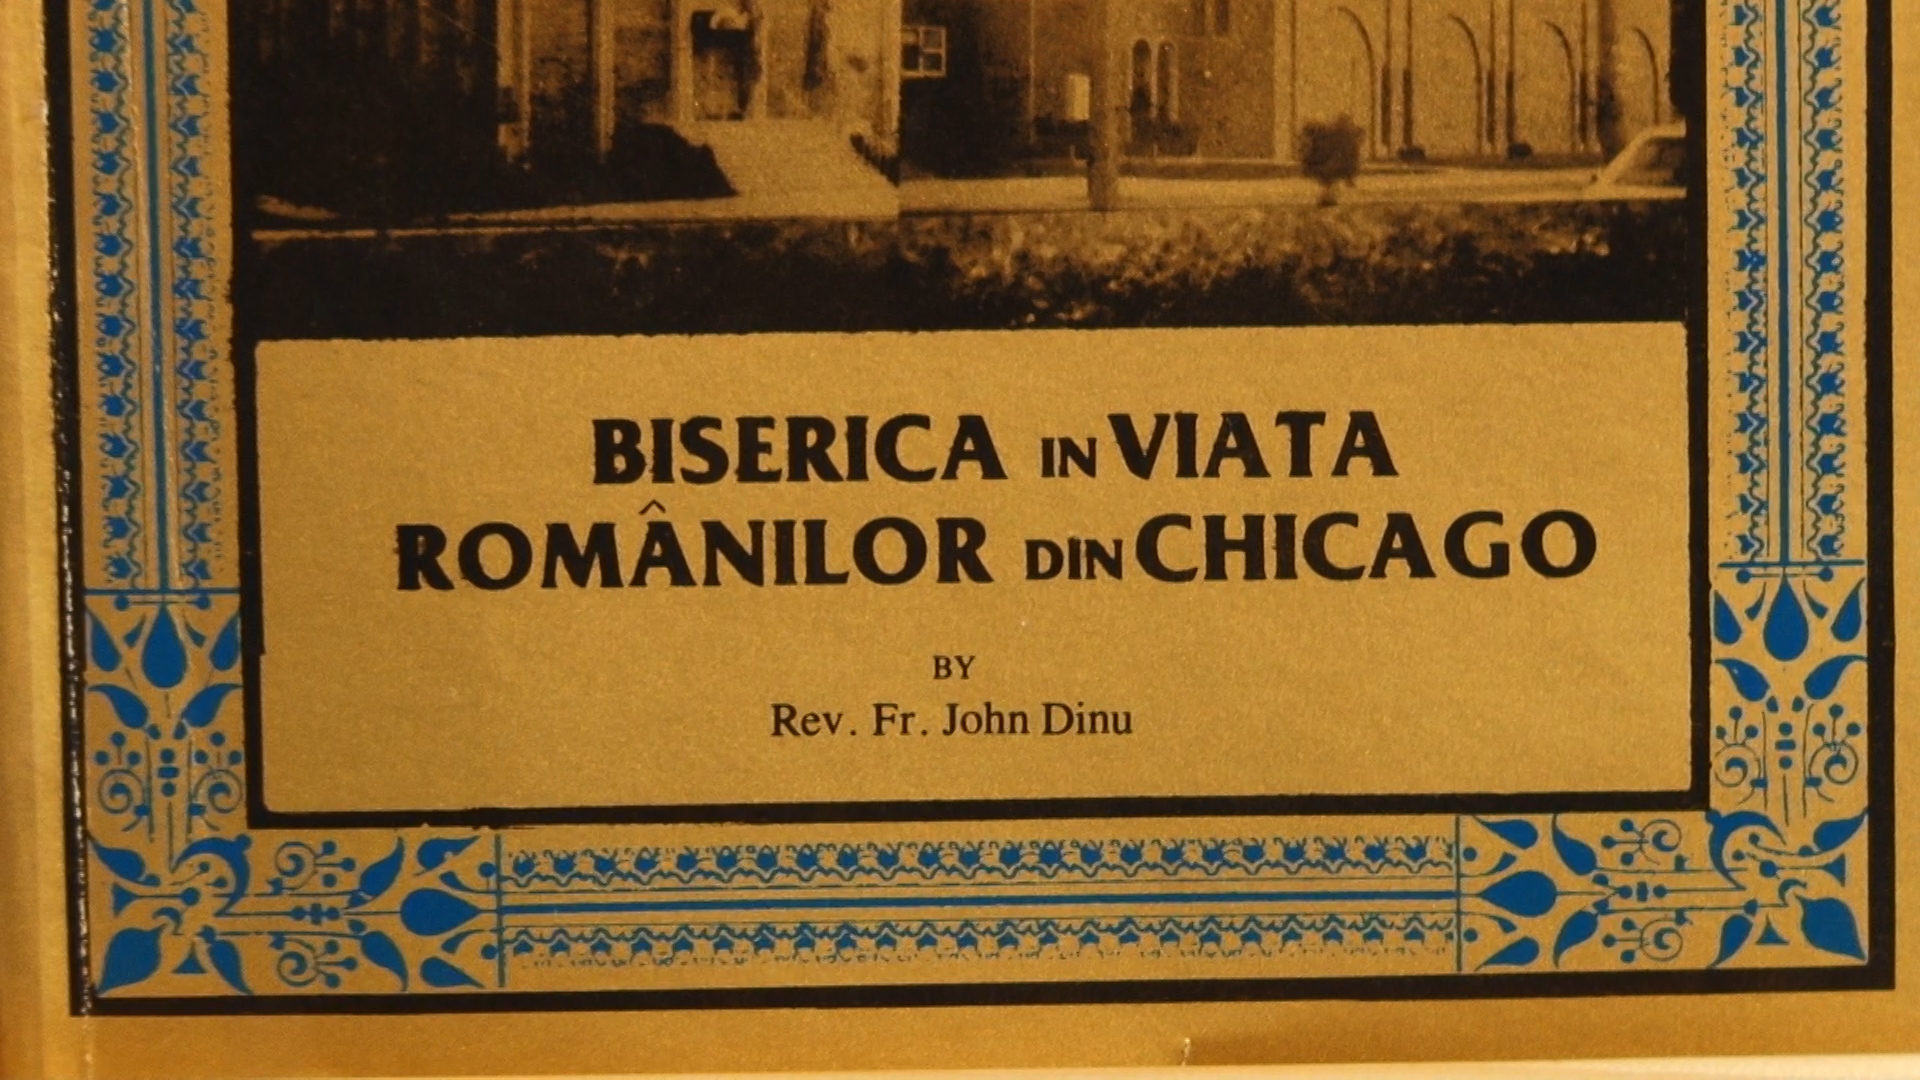 BISERICA IN VIATA
ROMÂNILOR DIN CHICAGO
BY
Rev. Fr. John Dinu